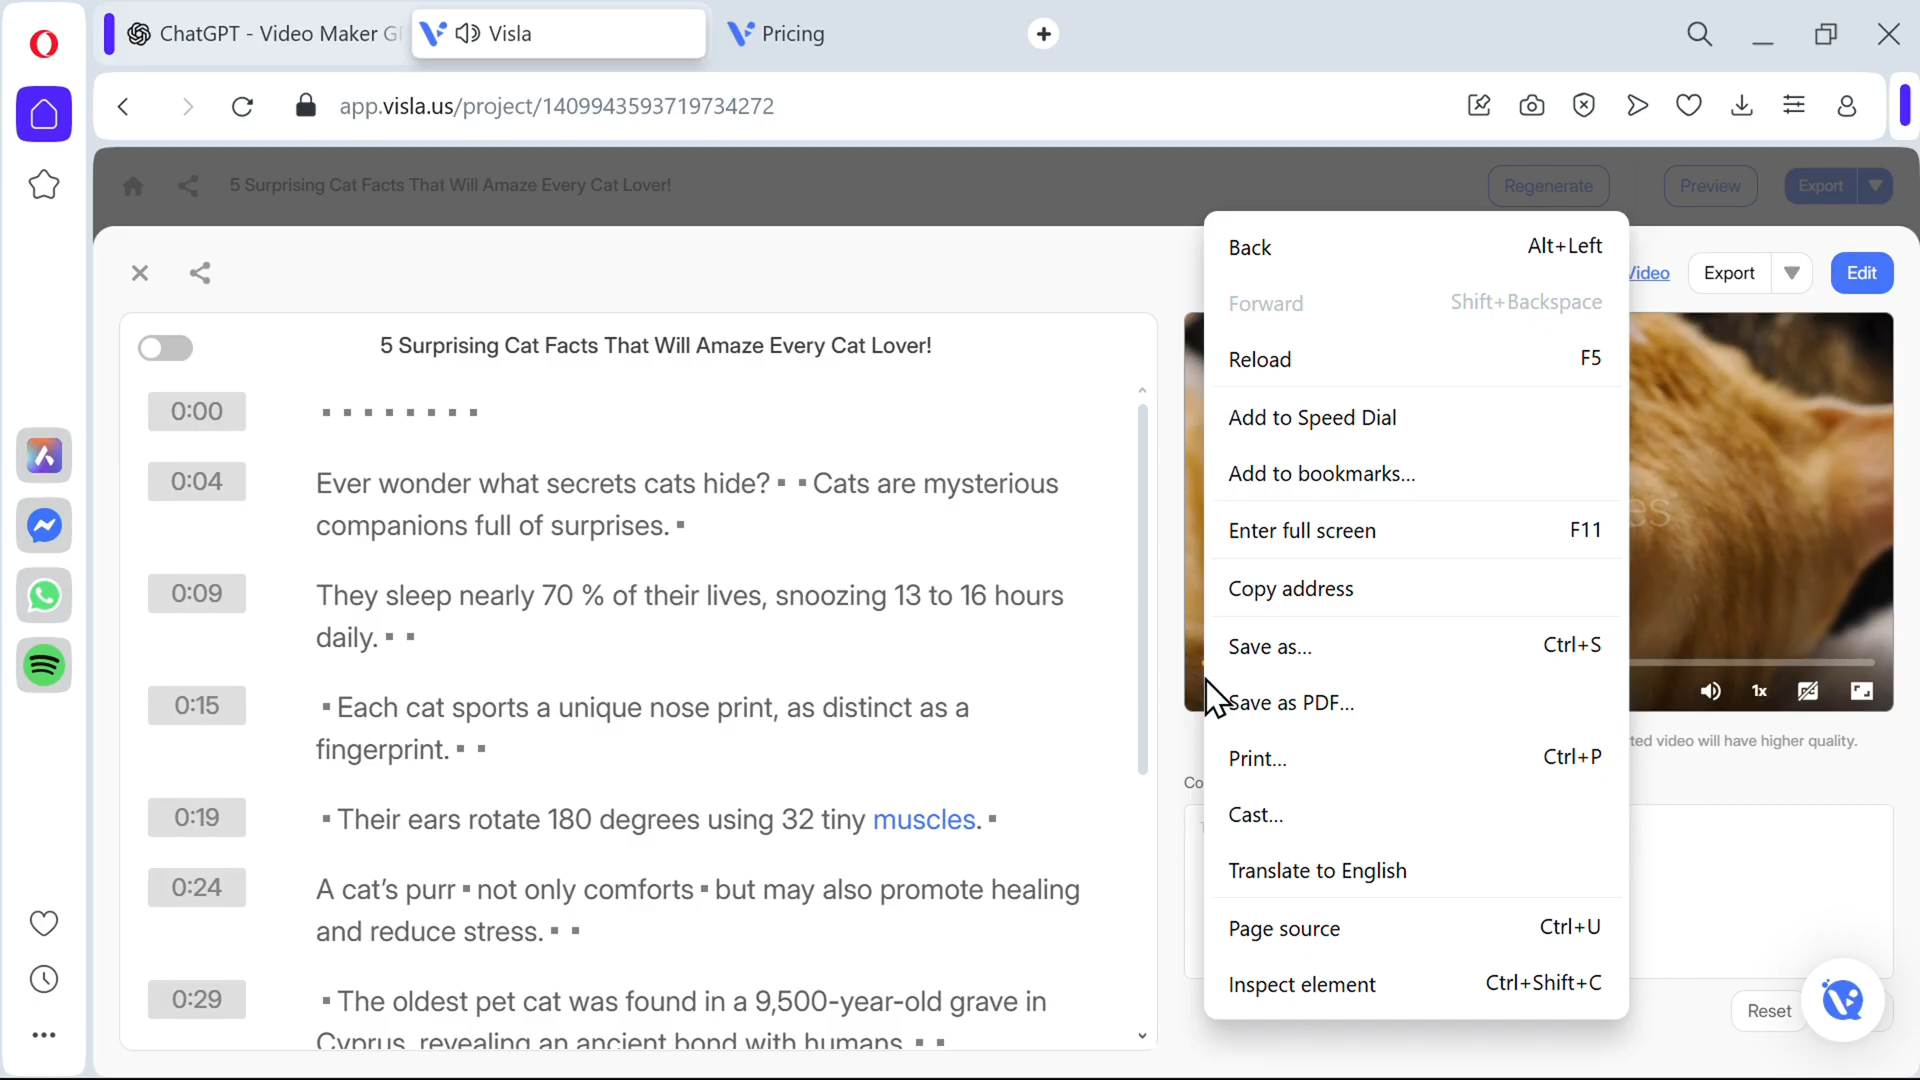 ChatGPT - Video Maker G
Visla
Pricing
app.visla.us/project/1409943593719734272
5 Surprising Cat Facts That Will Amaze Every Cat Lover!
Regenerate
Preview
Export
Video
Export
Edit
5 Surprising Cat Facts That Will Amaze Every Cat Lover!
0:00
0:04
Ever wonder what secrets cats hide? Cats are mysterious
companions full of surprises.
0:09
They sleep nearly 70 % of their lives, snoozing 13 to 16 hours
daily.
0:15
Each cat sports a unique nose print, as distinct as a
fingerprint.
0:19
Their ears rotate 180 degrees using 32 tiny muscles.
0:24
A cat's purr not only comforts but may also promote healing
and reduce stress.
0:29
The oldest pet cat was found in a 9,500-year-old grave in
Cyprus, revealing an ancient bond with humans.
Back Alt+Left
Forward Shift+Backspace
Reload F5
Add to Speed Dial
Add to bookmarks...
Enter full screen F11
Copy address
Save as... Ctrl+S
Save as PDF...
Print... Ctrl+P
Cast...
Translate to English
Page source Ctrl+U
Inspect element Ctrl+Shift+C
1x
ted video will have higher quality.
Co
Reset